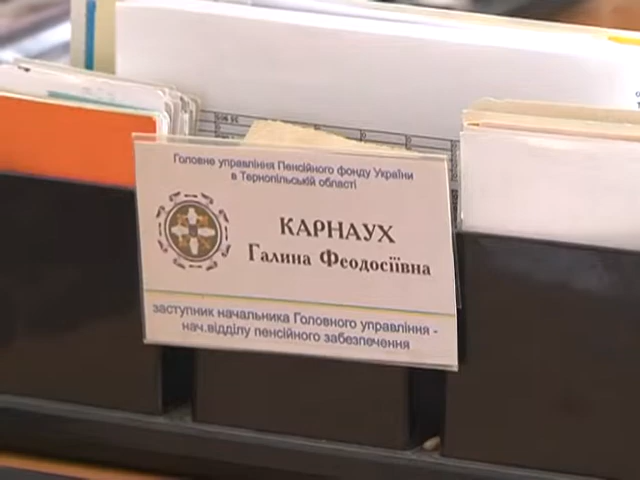 Головне управління Пенсійного фонду України
в Тернопільській області
КАРНАУХ
Галина Феодосіївна
заступник начальника Головного управління -
нач.відділу пенсійного забезпечення